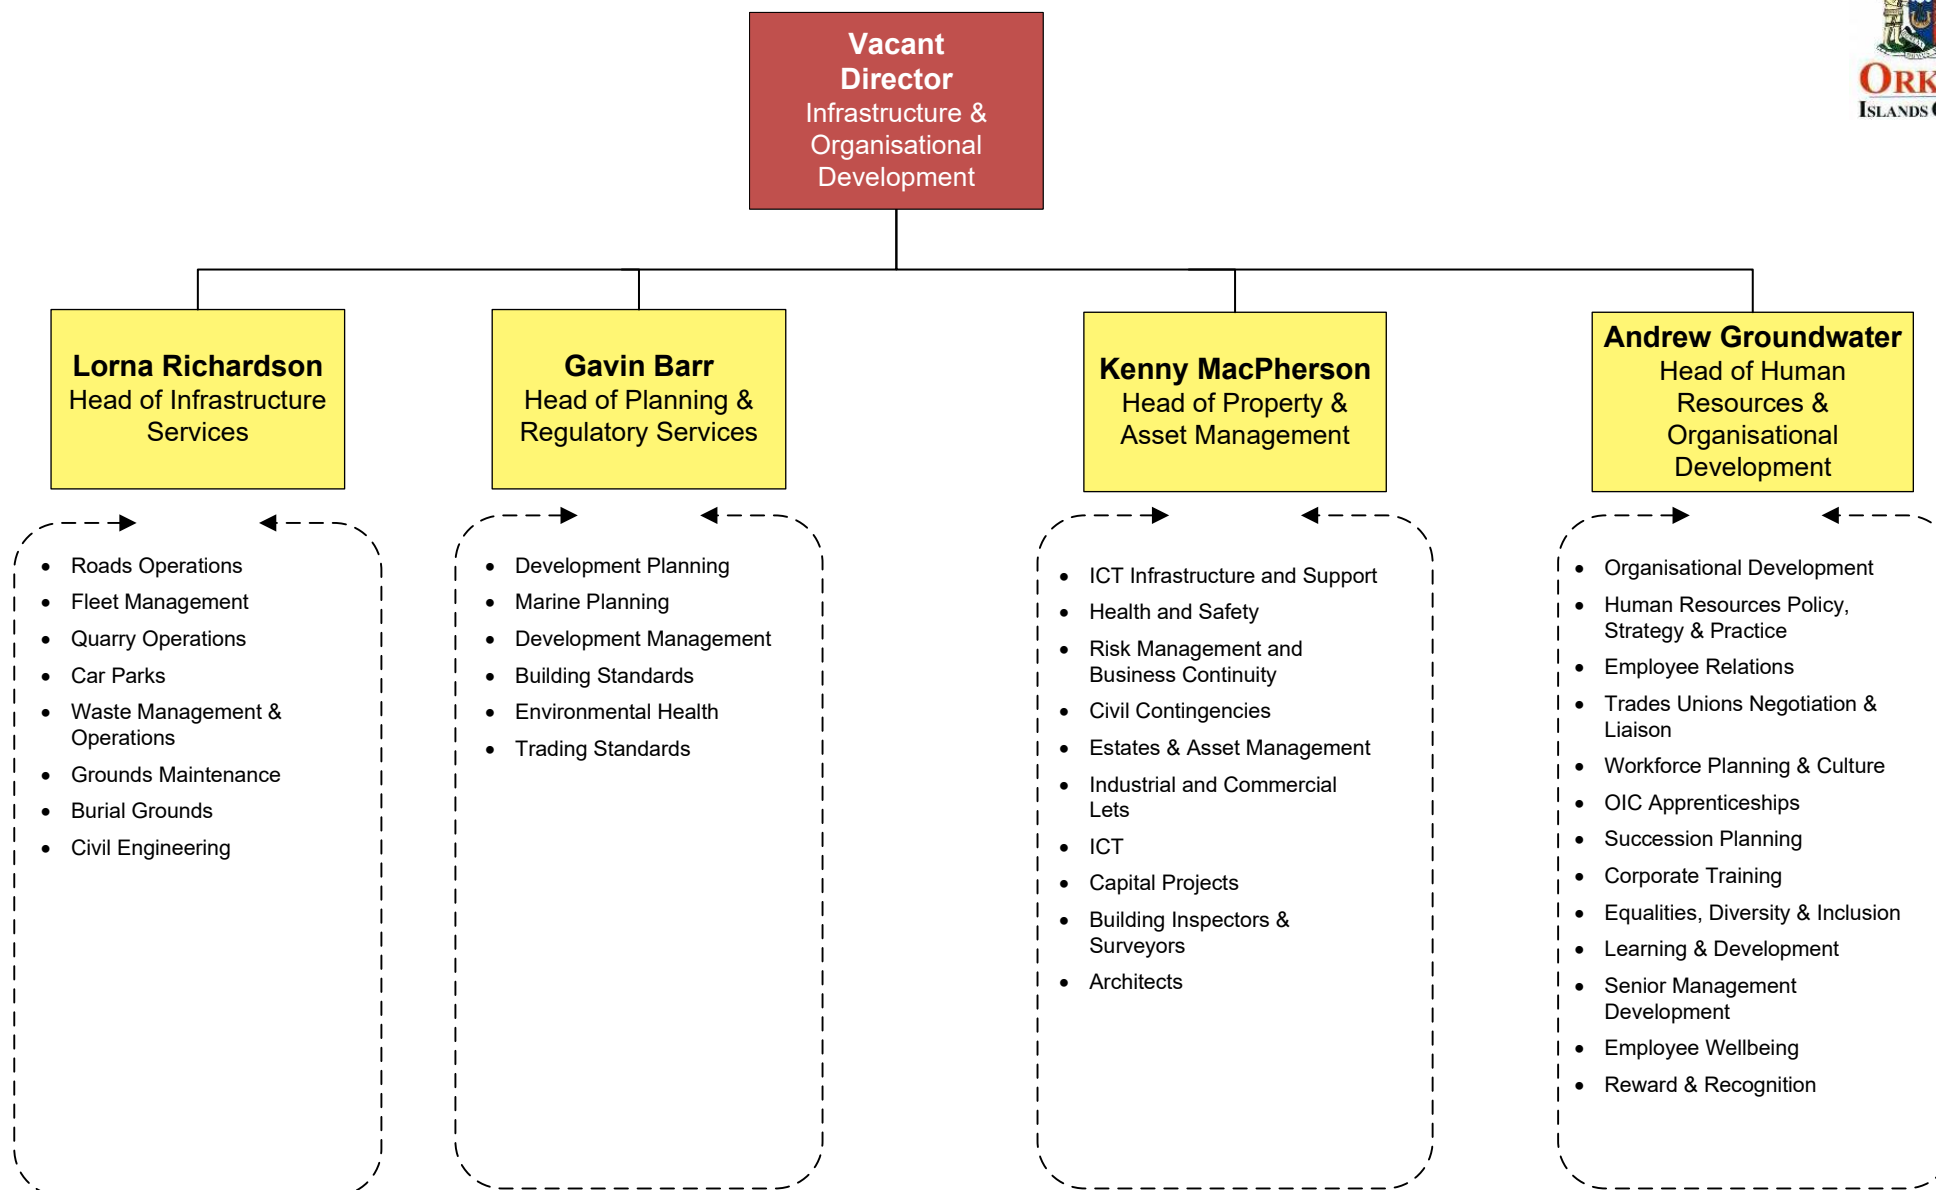 Vacant
Director
Infrastructure &
Organisational
Development
ISLANDS
Lorna Richardson
Head of Infrastructure
Services
Gavin Barr
Head of Planning &
Regulatory Services
Kenny MacPherson
Head of Property &
Asset Management
Andrew Groundwater
Head of Human
Resources &
Organisational
Development
• Roads Operations
• Fleet Management
• Quarry Operations
• Car Parks
• Waste Management &
Operations
• Grounds Maintenance
• Burial Grounds
• Civil Engineering
• Development Planning
• Marine Planning
• Development Management
• Building Standards
• Environmental Health
• Trading Standards
• ICT Infrastructure and Support
• Health and Safety
• Risk Management and
Business Continuity
• Civil Contingencies
• Estates & Asset Management
• Industrial and Commercial
Lets
• ICT
• Capital Projects
• Building Inspectors &
Surveyors
• Architects
• Organisational Development
• Human Resources Policy,
Strategy & Practice
• Employee Relations
• Trades Unions Negotiation &
Liaison
• Workforce Planning & Culture
• OIC Apprenticeships
• Succession Planning
• Corporate Training
• Equalities, Diversity & Inclusion
• Learning & Development
• Senior Management
Development
• Employee Wellbeing
• Reward & Recognition